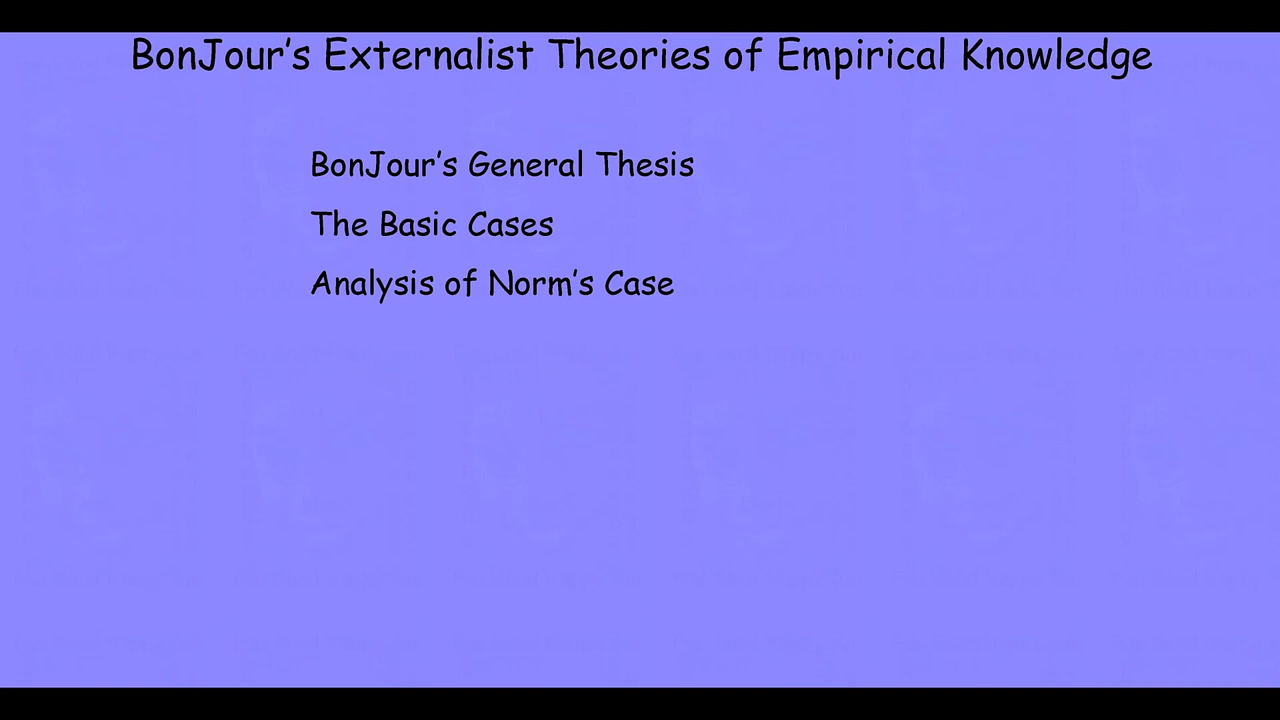 BonJour’s Externalist Theories of Empirical Knowledge
BonJour’s General Thesis
The Basic Cases
Analysis of Norm’s Case